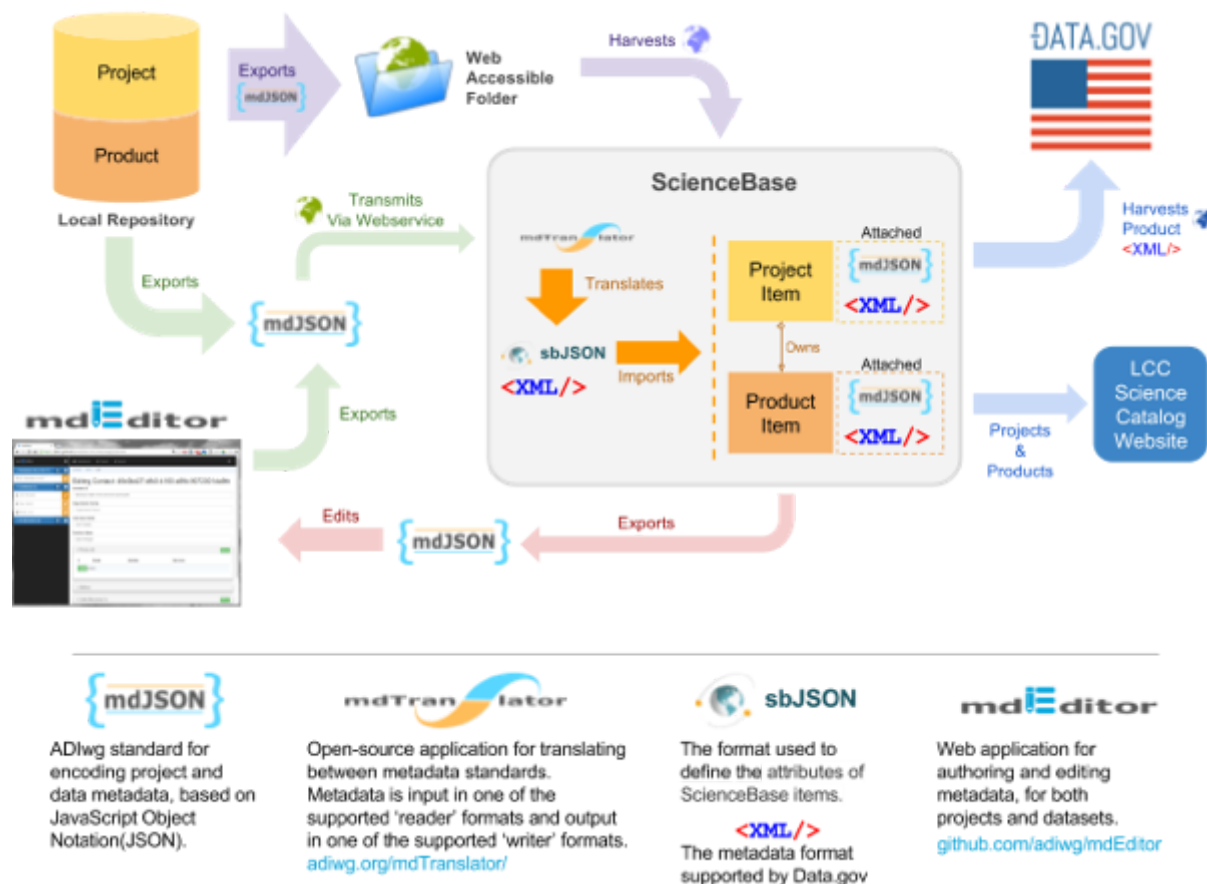 Project
Product
Local Repository
Exports
{mdJSON}
Web
Accessible
Folder
Harvests
DATA.GOV
Transmits
Via Webservice
Exports
{mdJSON}
Exports
mdEditor
ScienceBase
mdTranslator
Translates
sbJSON
<XML/>
Imports
Project
Item
Attached
{mdJSON}
<XML/>
Owns
Product
Item
Attached
{mdJSON}
<XML/>
Harvests
Product
<XML/>
Projects
&
Products
LCC
Science
Catalog
Website
Exports
{mdJSON}
Edits
{mdJSON}
ADIwg standard for
encoding project and
data metadata, based on
JavaScript Object
Notation(JSON).
mdTranslator
Open-source application for translating
between metadata standards.
Metadata is input in one of the
supported ‘reader’ formats and output
in one of the supported ‘writer’ formats.
adiwg.org/mdTranslator/
sbJSON
The format used to
define the attributes of
ScienceBase items.
<XML/>
The metadata format
supported by Data.gov
mdEditor
Web application for
authoring and editing
metadata, for both
projects and datasets.
github.com/adiwg/mdEditor